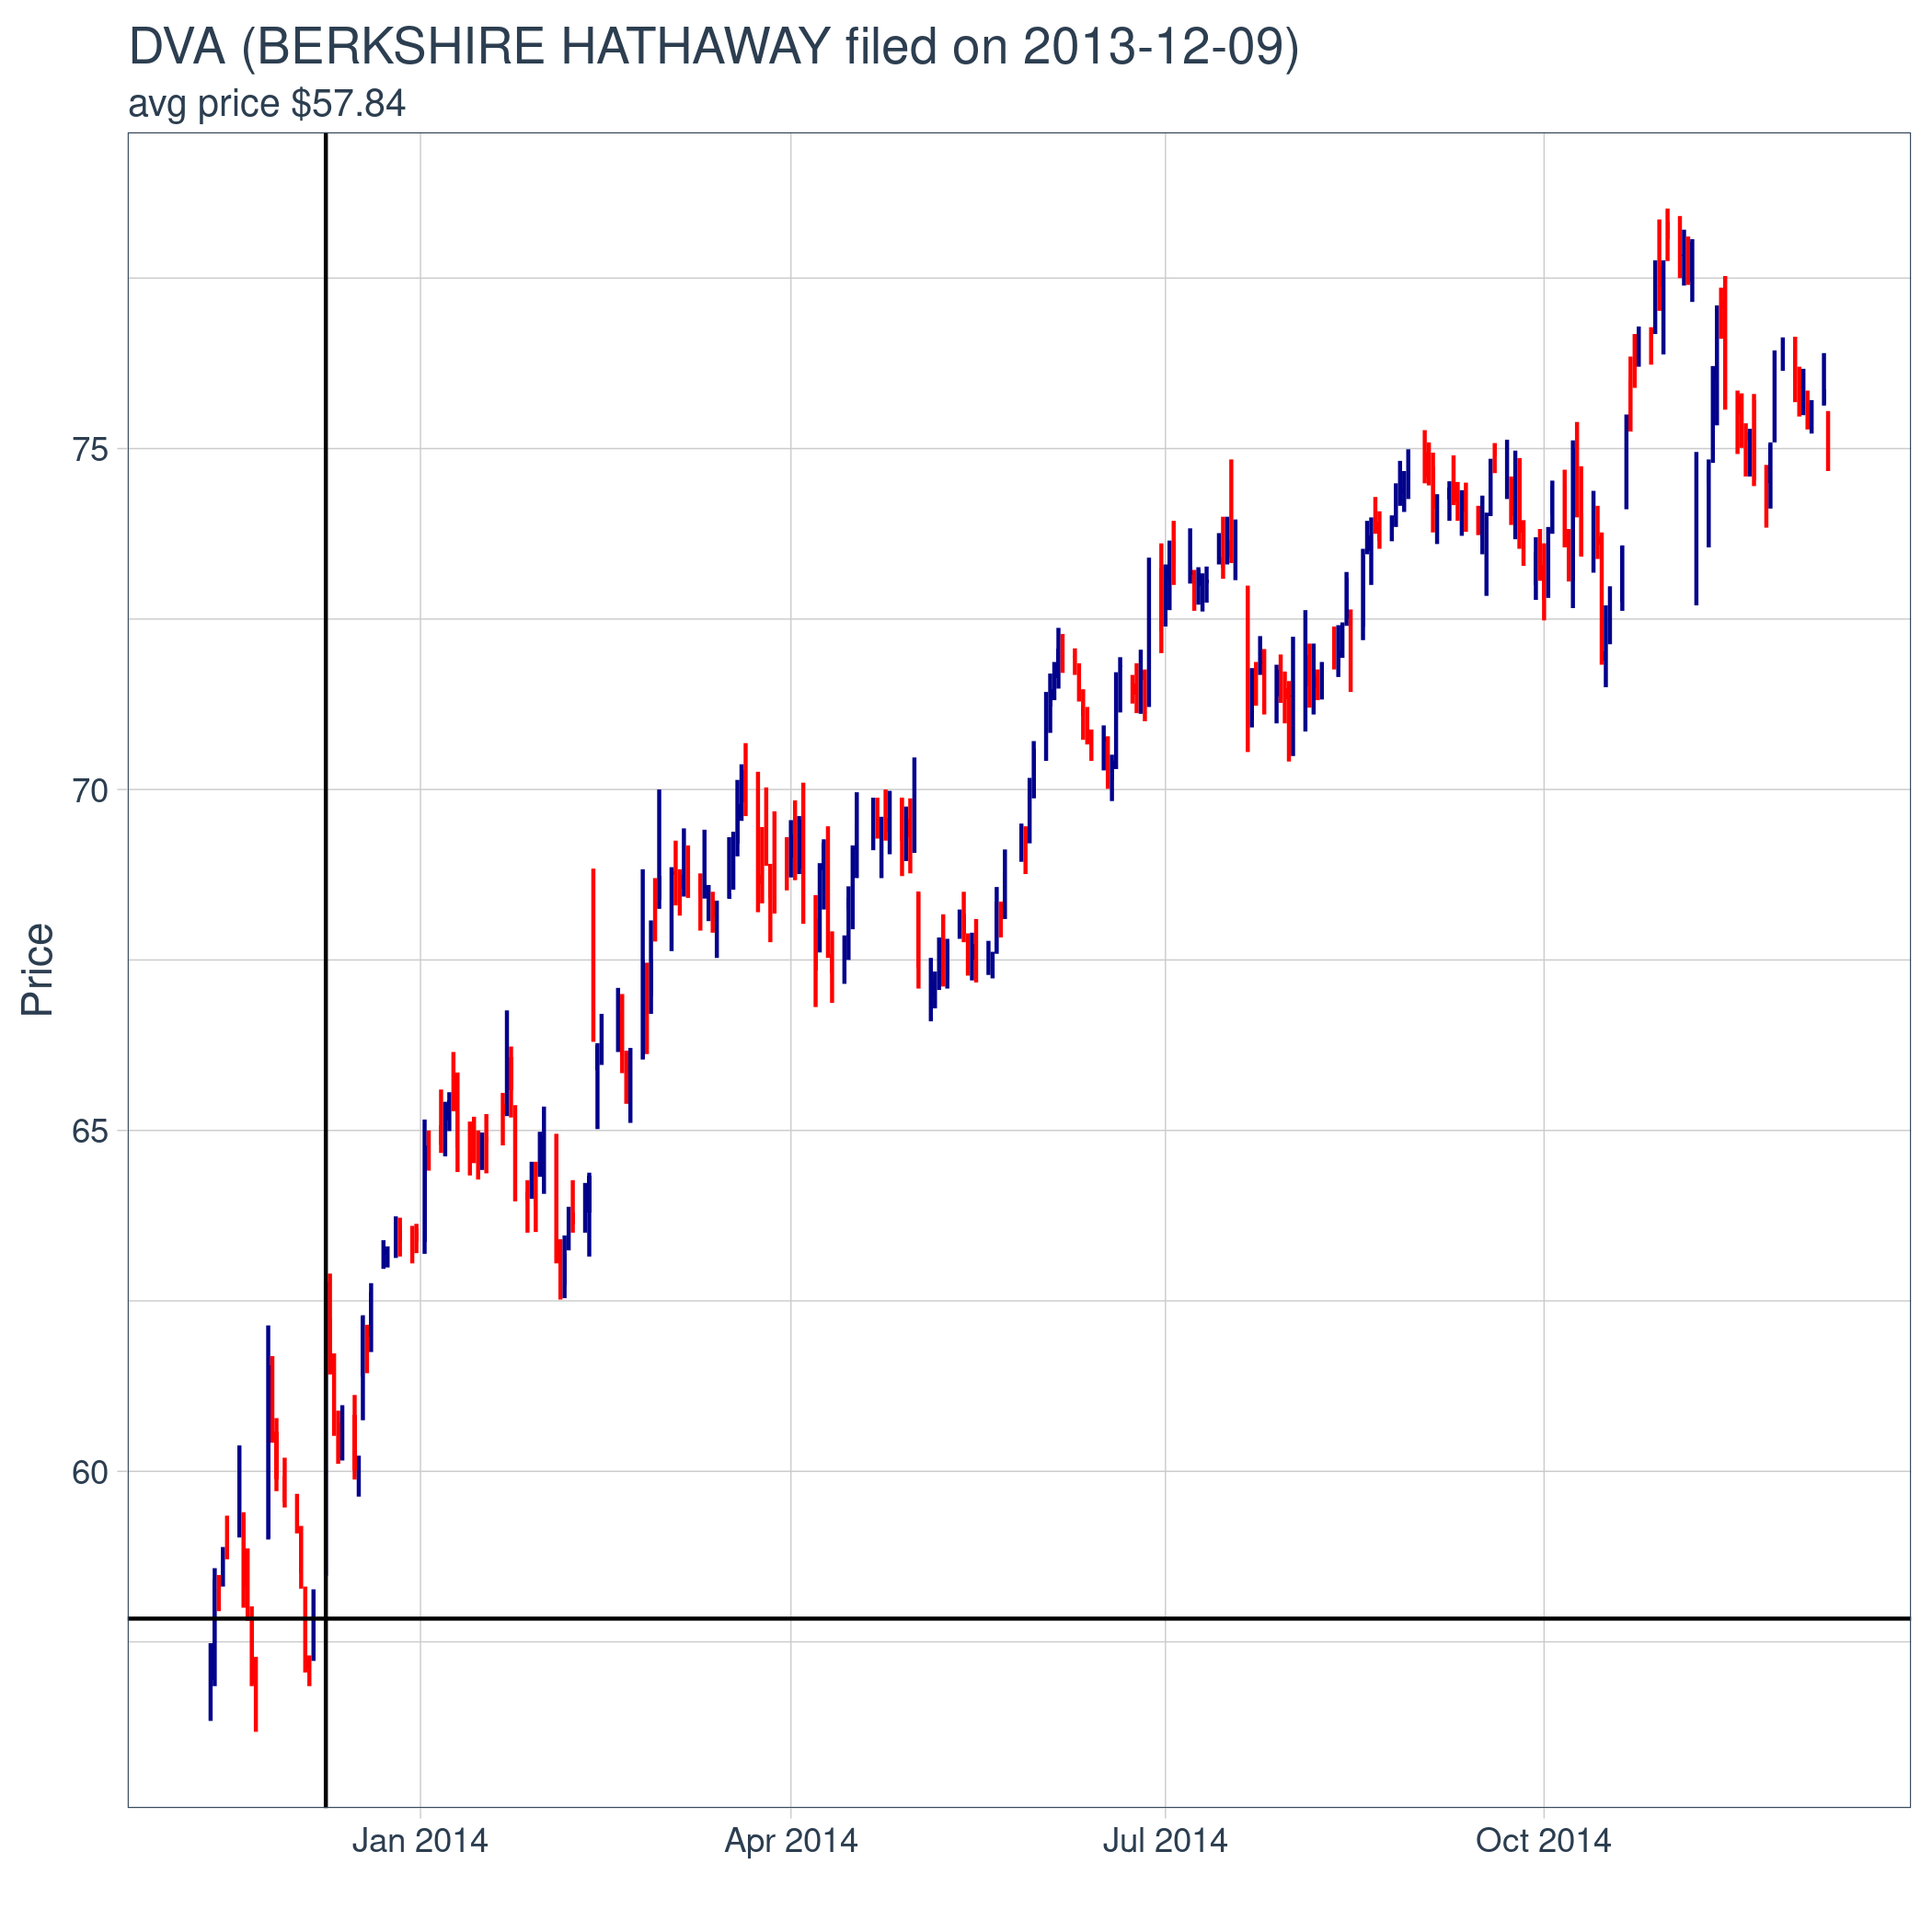 DVA (BERKSHIRE HATHAWAY filed on 2013-12-09)
avg price $57.84
75
70
65
60
Price
Jan 2014
Apr 2014
Jul 2014
Oct 2014